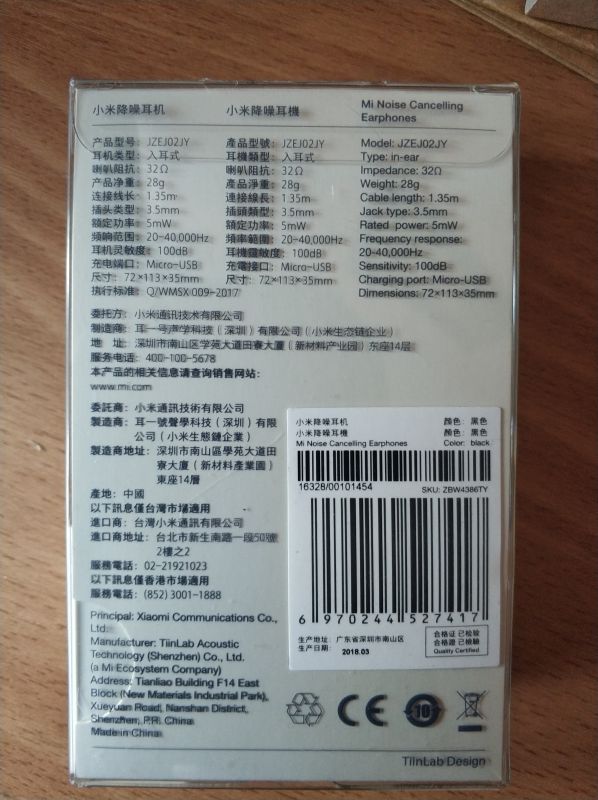 小米降噪耳机
小米降噪耳機
Mi Noise Cancelling
Earphones
产品型号：JZEJ02JY
耳机类型：入耳式
喇叭阻抗：32Ω
产品净重：28g
连接线长：1.35m
插头类型：3.5mm
额定功率：5mW
频响范围：20-40,000Hz
耳机灵敏度：100dB
充电端口：Micro-USB
尺寸：72×113×35mm
执行标准：Q/WMSX 009-2017
產品型號：JZEJ02JY
耳機類型：入耳式
喇叭阻抗：32Ω
產品淨重：28g
連接線長：1.35m
插頭類型：3.5mm
額定功率：5mW
頻率範圍：20-40,000Hz
耳機靈敏度：100dB
充電接口：Micro-USB
尺寸：72×113×35mm
Model: JZEJ02JY
Type: in-ear
Impedance: 32Ω
Weight: 28g
Cable length: 1.35m
Jack type: 3.5mm
Rated power: 5mW
Frequency response:
20-40,000Hz
Sensitivity: 100dB
Charging port: Micro-USB
Dimensions: 72×113×35mm
委托方：小米通讯技术有限公司
制造商：耳一号声学科技（深圳）有限公司（小米生态链企业）
地 址：深圳市南山区学苑大道田寮大厦（新材料产业园）东座14层
服务电话：400-100-5678
本产品的相关信息请查询销售网站：
www.mi.com
委託商：小米通訊技術有限公司
製造商：耳一號聲學科技（深圳）有限
公司（小米生態鏈企業）
製造商地址：深圳市南山區學苑大道田
寮大廈（新材料產業園）
東座14層
產地：中國
以下訊息僅台灣市場適用
進口商：台灣小米通訊有限公司
進口商地址：台北市新生南路一段50號
2樓之2
服務電話：02-21921023
以下訊息僅香港市場適用
服務電話：(852) 3001-1888
Principal: Xiaomi Communications Co.,
Ltd.
Manufacturer: TiinLab Acoustic
Technology (Shenzhen) Co., Ltd.
(a Mi Ecosystem Company)
Address: Tianliao Building F14 East
Block (New Materials Industrial Park),
Xueyuan Road, Nanshan District,
Shenzhen, P.R. China
Made in China
小米降噪耳机
小米降噪耳機
Mi Noise Cancelling Earphones
颜色：黑色
顏色：黑色
Color: black
16328/00101454
SKU: ZBW4386TY
6 970244 527417
生产地址：广东省深圳市南山区
生产日期： 2018.03
合格证 已检验
合格證 已檢驗
Quality Certified
CE
10
TiinLab Design